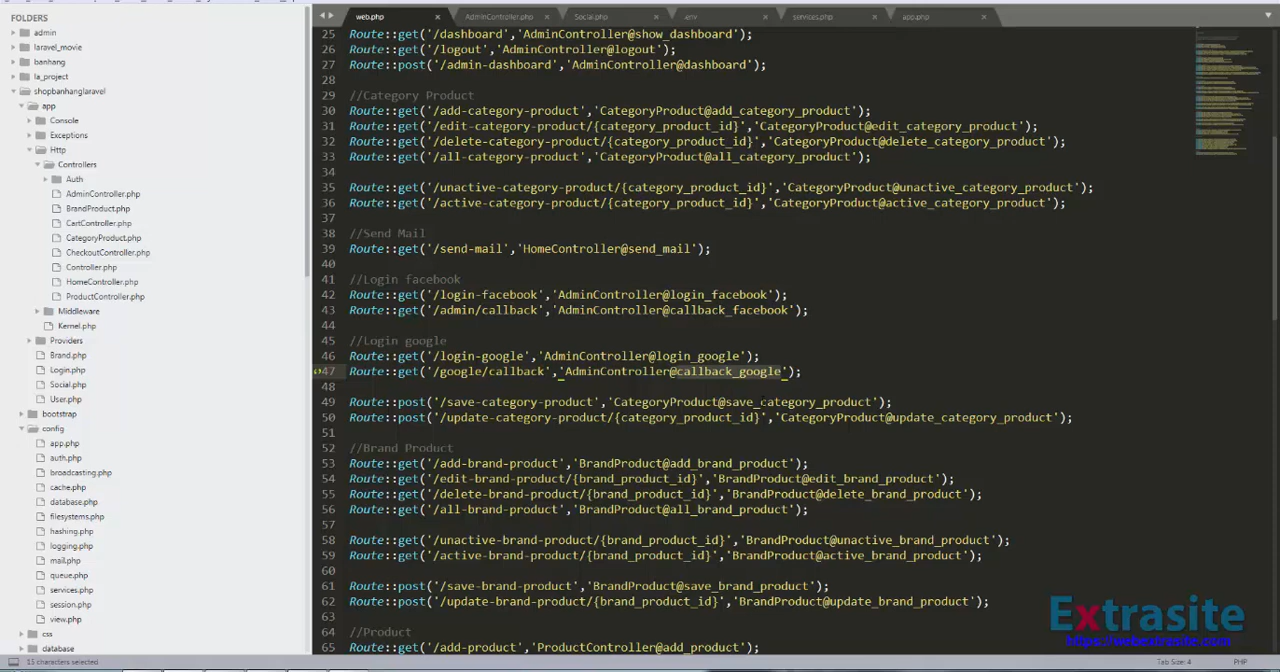 FOLDERS
admin
laravel_movie
banhang
la_project
shopbanhanglaravel
app
Console
Exceptions
Http
Controllers
Auth
AdminController.php
BrandProduct.php
CartController.php
CategoryProduct.php
CheckoutController.php
Controller.php
HomeController.php
ProductController.php
Middleware
Kernel.php
Providers
Brand.php
Login.php
Social.php
User.php
bootstrap
config
app.php
auth.php
broadcasting.php
cache.php
database.php
filesystems.php
hashing.php
logging.php
mail.php
queue.php
services.php
session.php
view.php
css
database
web.php × AdminController.php × Social.php × .env × services.php × app.php ×
25 Route::get('/dashboard','AdminController@show_dashboard');
26 Route::get('/logout','AdminController@logout');
27 Route::post('/admin-dashboard','AdminController@dashboard');
28
29 //Category Product
30 Route::get('/add-category-product','CategoryProduct@add_category_product');
31 Route::get('/edit-category-product/{category_product_id}','CategoryProduct@edit_category_product');
32 Route::get('/delete-category-product/{category_product_id}','CategoryProduct@delete_category_product');
33 Route::get('/all-category-product','CategoryProduct@all_category_product');
34
35 Route::get('/unactive-category-product/{category_product_id}','CategoryProduct@unactive_category_product');
36 Route::get('/active-category-product/{category_product_id}','CategoryProduct@active_category_product');
37
38 //Send Mail
39 Route::get('/send-mail','HomeController@send_mail');
40
41 //Login facebook
42 Route::get('/login-facebook','AdminController@login_facebook');
43 Route::get('/admin/callback','AdminController@callback_facebook');
44
45 //Login google
46 Route::get('/login-google','AdminController@login_google');
47 Route::get('/google/callback','AdminController@callback_google');
48
49 Route::post('/save-category-product','CategoryProduct@save_category_product');
50 Route::post('/update-category-product/{category_product_id}','CategoryProduct@update_category_product');
51
52 //Brand Product
53 Route::get('/add-brand-product','BrandProduct@add_brand_product');
54 Route::get('/edit-brand-product/{brand_product_id}','BrandProduct@edit_brand_product');
55 Route::get('/delete-brand-product/{brand_product_id}','BrandProduct@delete_brand_product');
56 Route::get('/all-brand-product','BrandProduct@all_brand_product');
57
58 Route::get('/unactive-brand-product/{brand_product_id}','BrandProduct@unactive_brand_product');
59 Route::get('/active-brand-product/{brand_product_id}','BrandProduct@active_brand_product');
60
61 Route::post('/save-brand-product','BrandProduct@save_brand_product');
62 Route::post('/update-brand-product/{brand_product_id}','BrandProduct@update_brand_product');
63
64 //Product
65 Route::get('/add-product','ProductController@add_product');
Extrasite
https://webextrasite.com
15 characters selected
Tab Size: 4 PHP